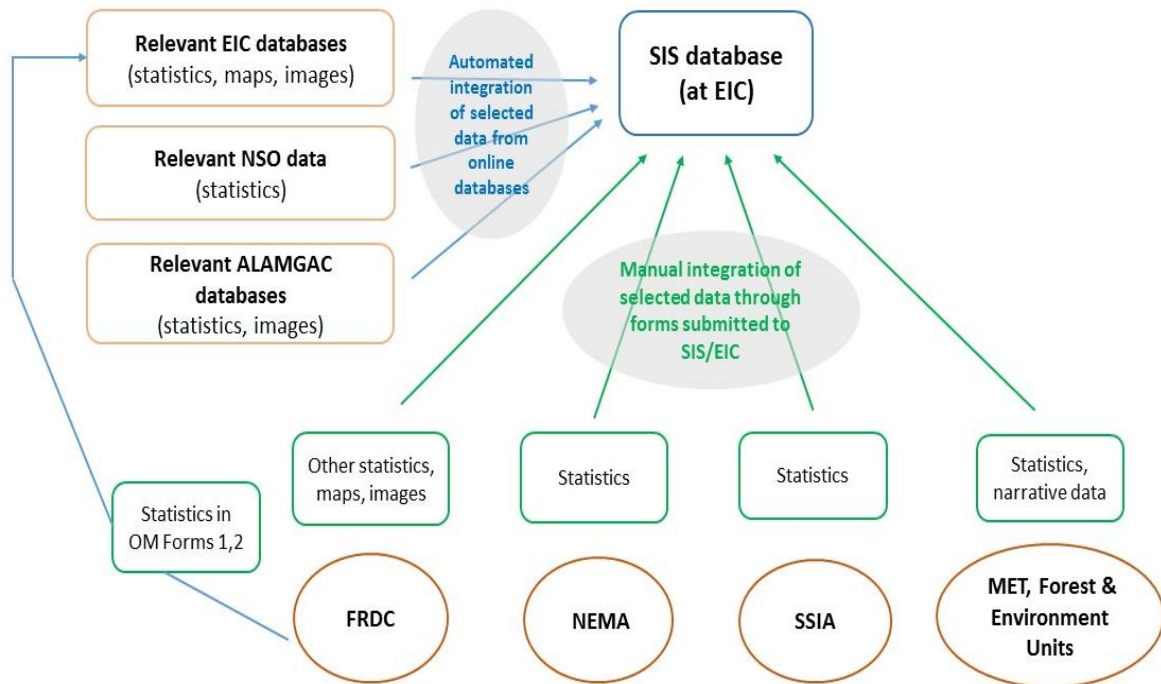 Relevant EIC databases
(statistics, maps, images)
Automated
integration
of selected
data from
online
databases
SIS database
(at EIC)
Relevant NSO data
(statistics)
Relevant ALAMGAC
databases
(statistics, images)
Manual integration of
selected data through
forms submitted to
SIS/EIC
Statistics in
OM Forms 1,2
Other statistics,
maps, images
Statistics
Statistics
Statistics,
narrative data
FRDC
NEMA
SSIA
MET, Forest &
Environment
Units